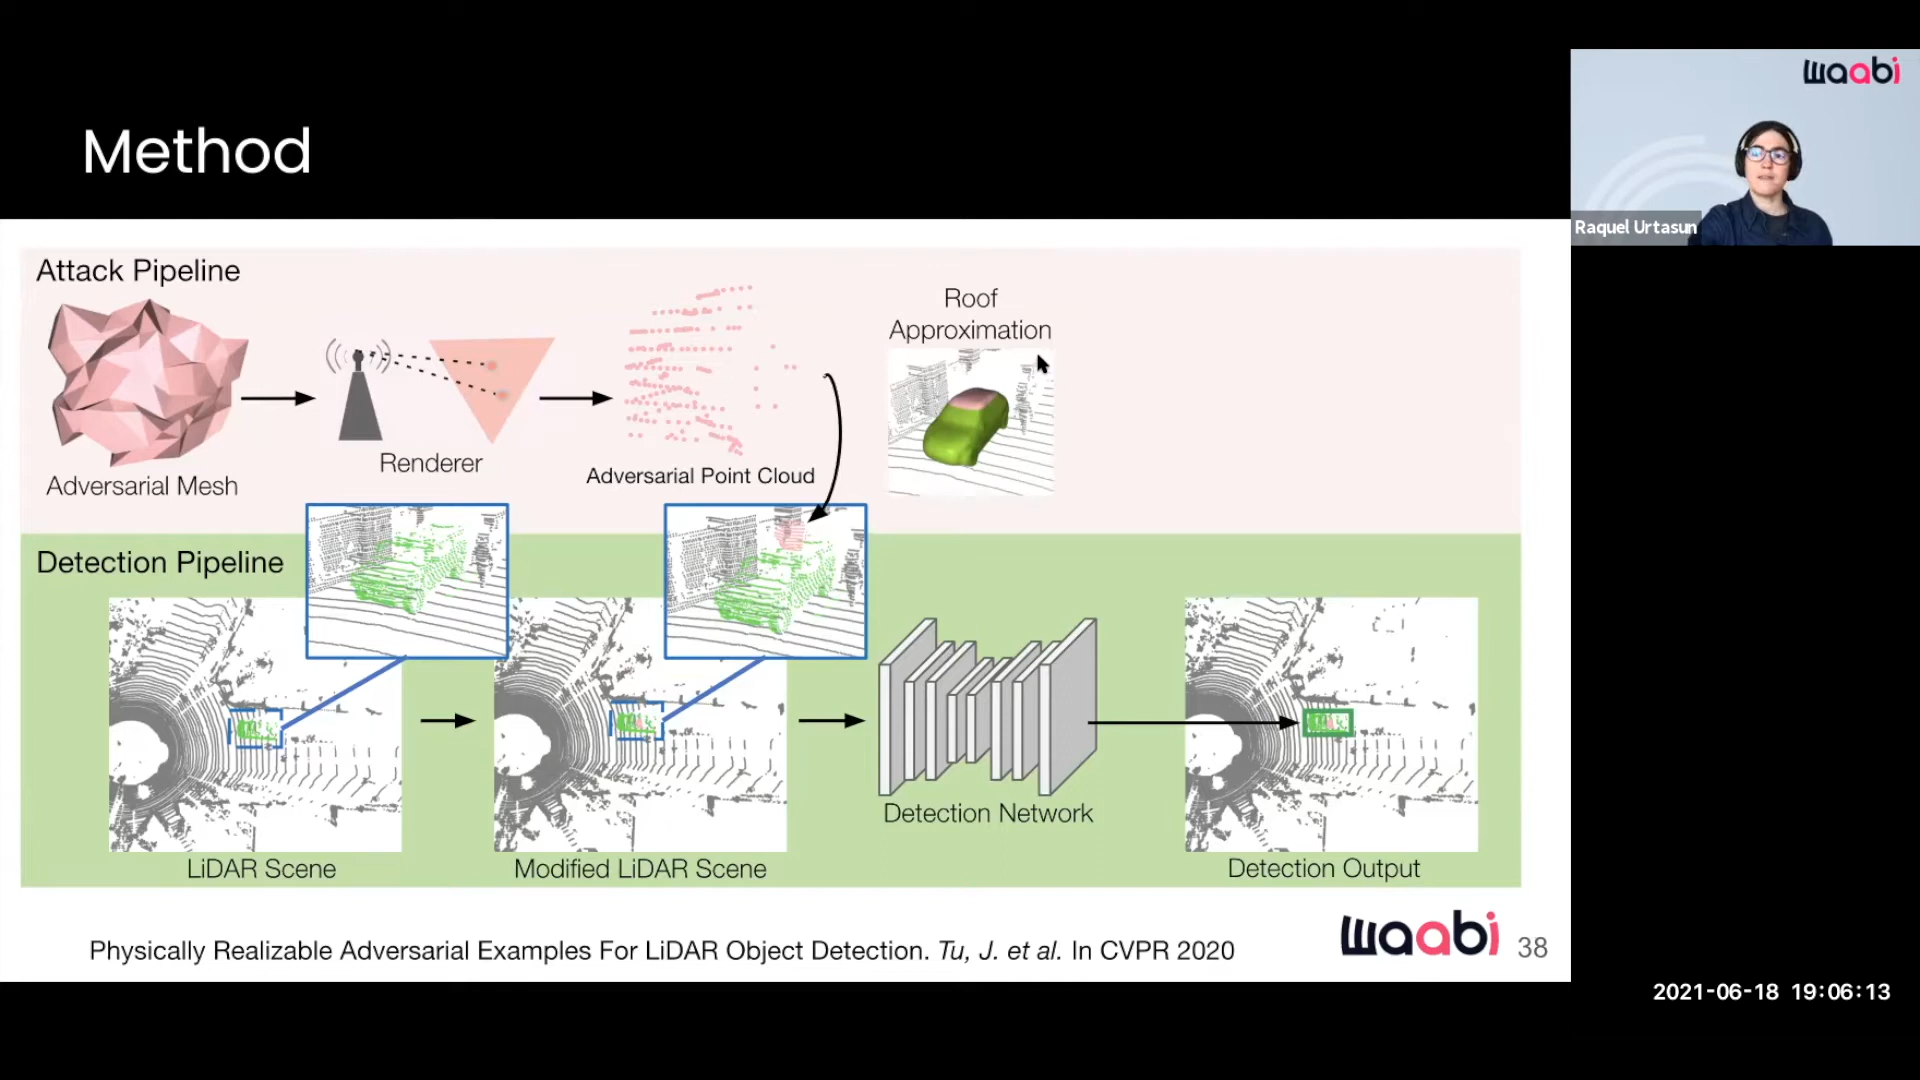 Method
waabi
Raquel Urtasun
Attack Pipeline
Adversarial Mesh
Renderer
Adversarial Point Cloud
Roof
Approximation
Detection Pipeline
LiDAR Scene
Modified LiDAR Scene
Detection Network
Detection Output
Physically Realizable Adversarial Examples For LiDAR Object Detection. Tu, J. et al. In CVPR 2020
waabi
38
2021-06-18 19:06:13